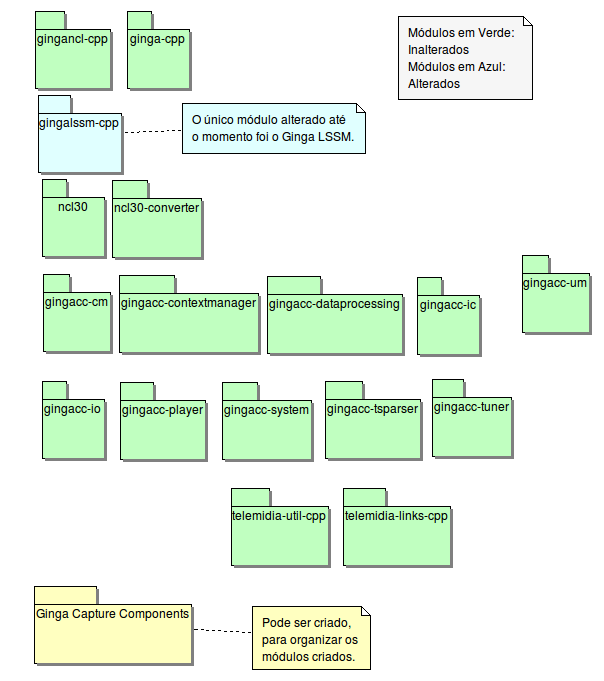 gingancl-cpp
ginga-cpp
Módulos em Verde:
Inalterados
Módulos em Azul:
Alterados
gingalssm-cpp
O único módulo alterado até
o momento foi o Ginga LSSM.
ncl30
ncl30-converter
gingacc-cm
gingacc-contextmanager
gingacc-dataprocessing
gingacc-ic
gingacc-um
gingacc-io
gingacc-player
gingacc-system
gingacc-tsparser
gingacc-tuner
telemidia-util-cpp
telemidia-links-cpp
Ginga Capture Components
Pode ser criado,
para organizar os
módulos criados.